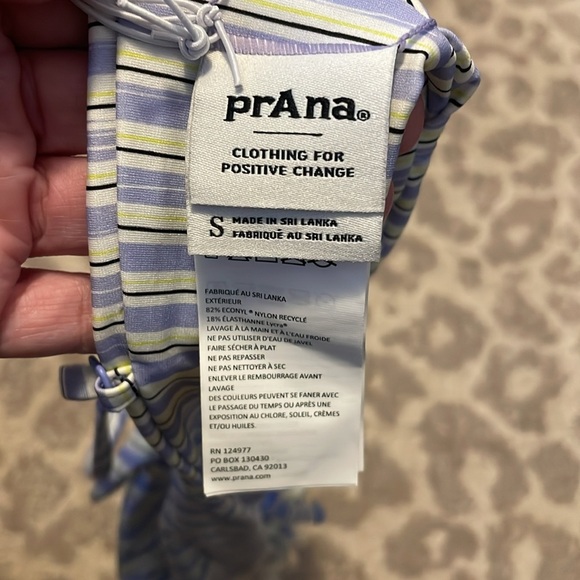 prAna®
CLOTHING FOR
POSITIVE CHANGE
S MADE IN SRI LANKA
FABRIQUÉ AU SRI LANKA
FABRIQUÉ AU SRI LANKA
EXTÉRIEUR
82% ECONYL® NYLON RECYCLÉ
18% ÉLASTHANNE Lycra®
LAVAGE À LA MAIN ET À L'EAU FROIDE
NE PAS UTILISER D'EAU DE JAVEL
FAIRE SÉCHER À PLAT
NE PAS REPASSER
NE PAS NETTOYER À SEC
ENLEVER LE REMBOURRAGE AVANT
LAVAGE
DES COULEURS PEUVENT SE FANER AVEC
LE PASSAGE DU TEMPS OU APRÈS UNE
EXPOSITION AU CHLORE, SOLEIL, CRÈMES
ET/OU HUILES.
RN 124977
PO BOX 130430
CARLSBAD, CA 92013
www.prana.com